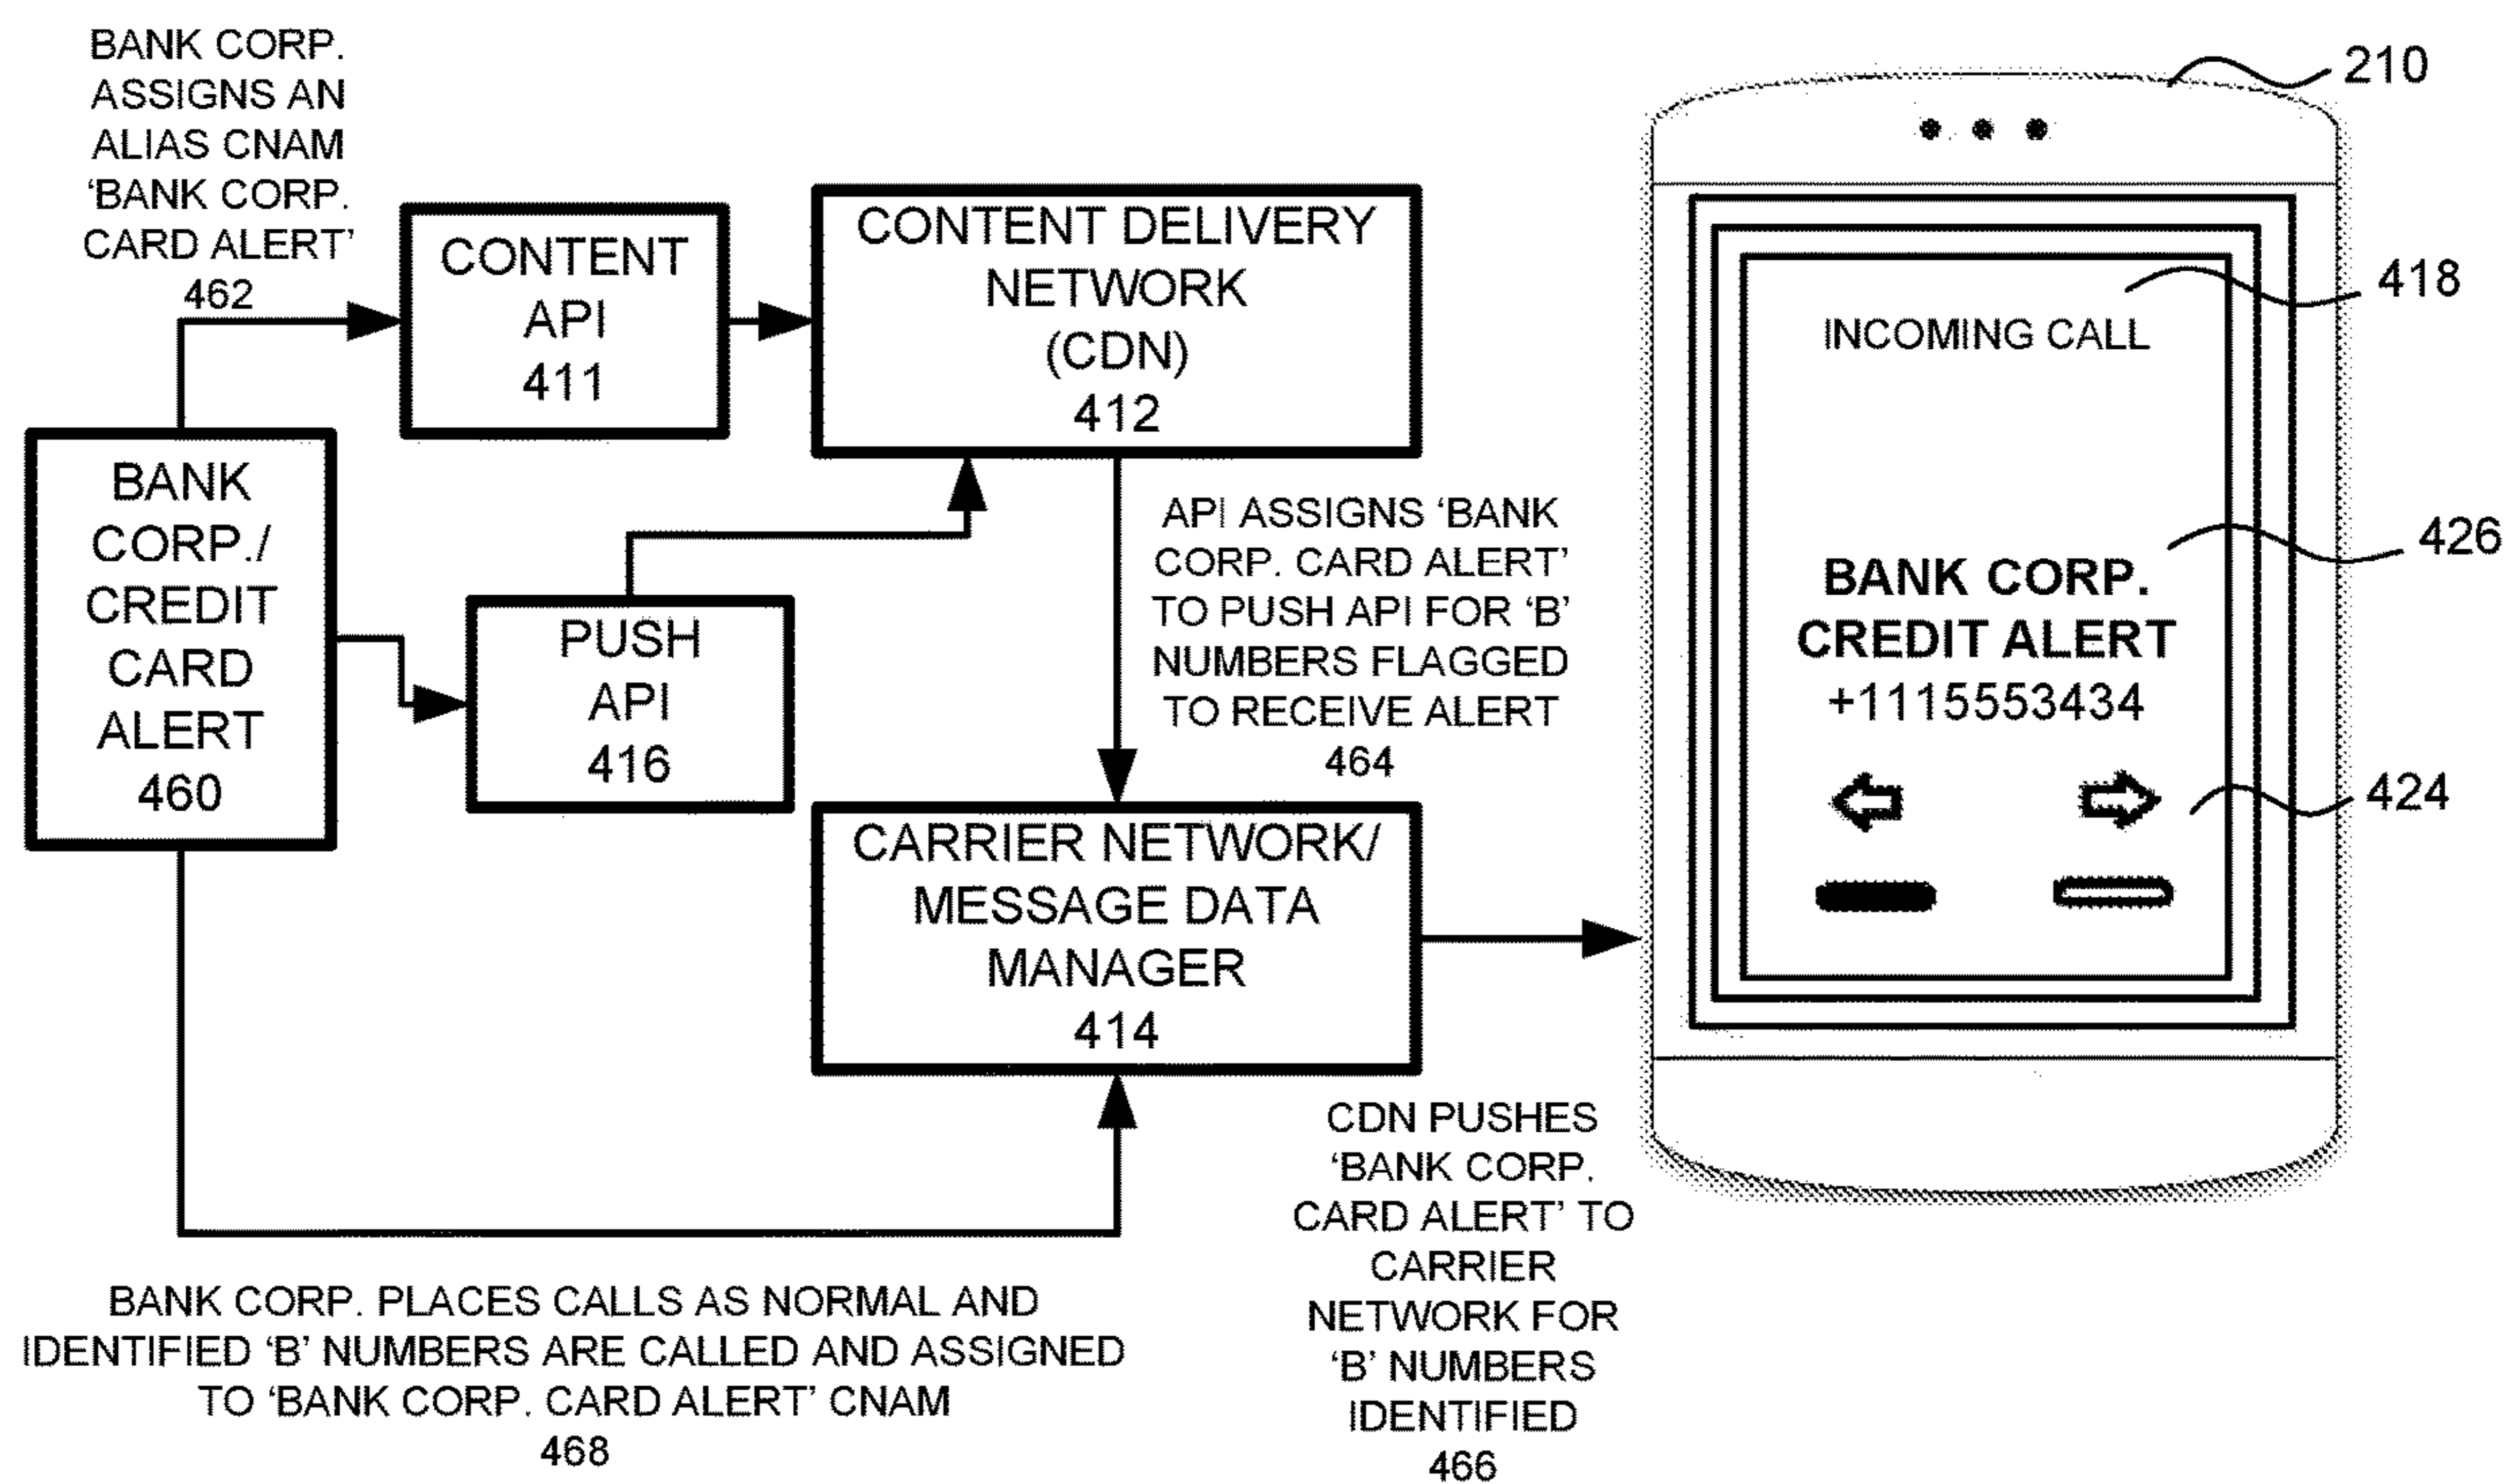 BANK CORP.
ASSIGNS AN
ALIAS CNAM
‘BANK CORP.
CARD ALERT’
462
CONTENT
API
411
CONTENT DELIVERY
NETWORK
(CDN)
412
BANK
CORP./
CREDIT
CARD
ALERT
460
PUSH
API
416
API ASSIGNS ‘BANK
CORP. CARD ALERT’
TO PUSH API FOR ‘B’
NUMBERS FLAGGED
TO RECEIVE ALERT
464
CARRIER NETWORK/
MESSAGE DATA
MANAGER
414
BANK CORP. PLACES CALLS AS NORMAL AND
IDENTIFIED ‘B’ NUMBERS ARE CALLED AND ASSIGNED
TO ‘BANK CORP. CARD ALERT’ CNAM
468
CDN PUSHES
‘BANK CORP.
CARD ALERT’ TO
CARRIER
NETWORK FOR
‘B’ NUMBERS
IDENTIFIED
466
INCOMING CALL
BANK CORP.
CREDIT ALERT
+1115553434
210
418
426
424